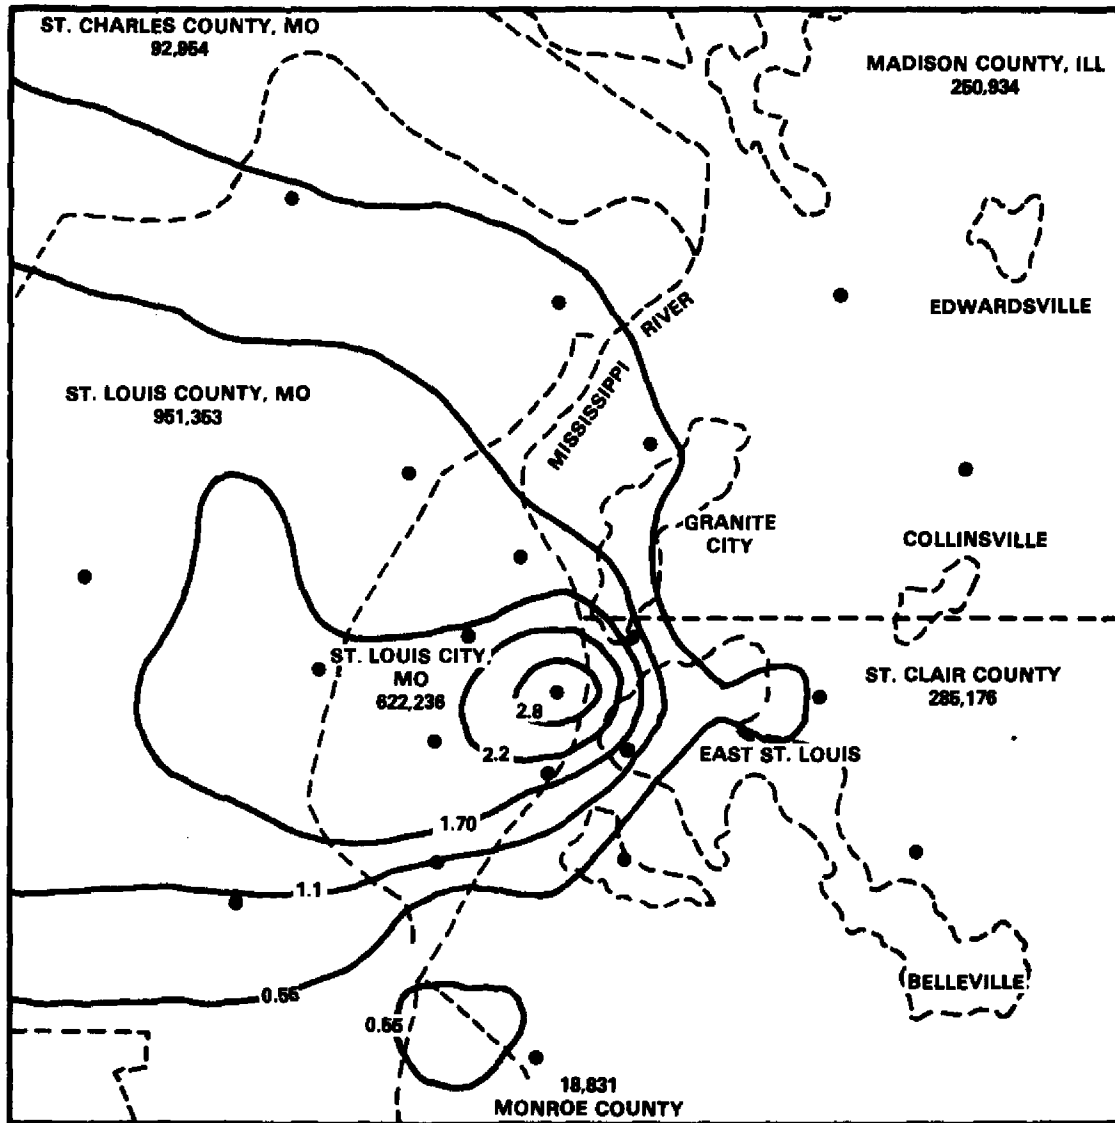 ST. CHARLES COUNTY, MO
92,954
MADISON COUNTY, ILL
250,934
EDWARDSVILLE
MISSISSIPPI RIVER
ST. LOUIS COUNTY, MO
951,353
GRANITE
CITY
COLLINSVILLE
ST. LOUIS CITY,
MO
622,236
ST. CLAIR COUNTY
285,176
2.8
2.2
EAST ST. LOUIS
1.70
1.1
0.55
BELLEVILLE
0.55
18,831
MONROE COUNTY